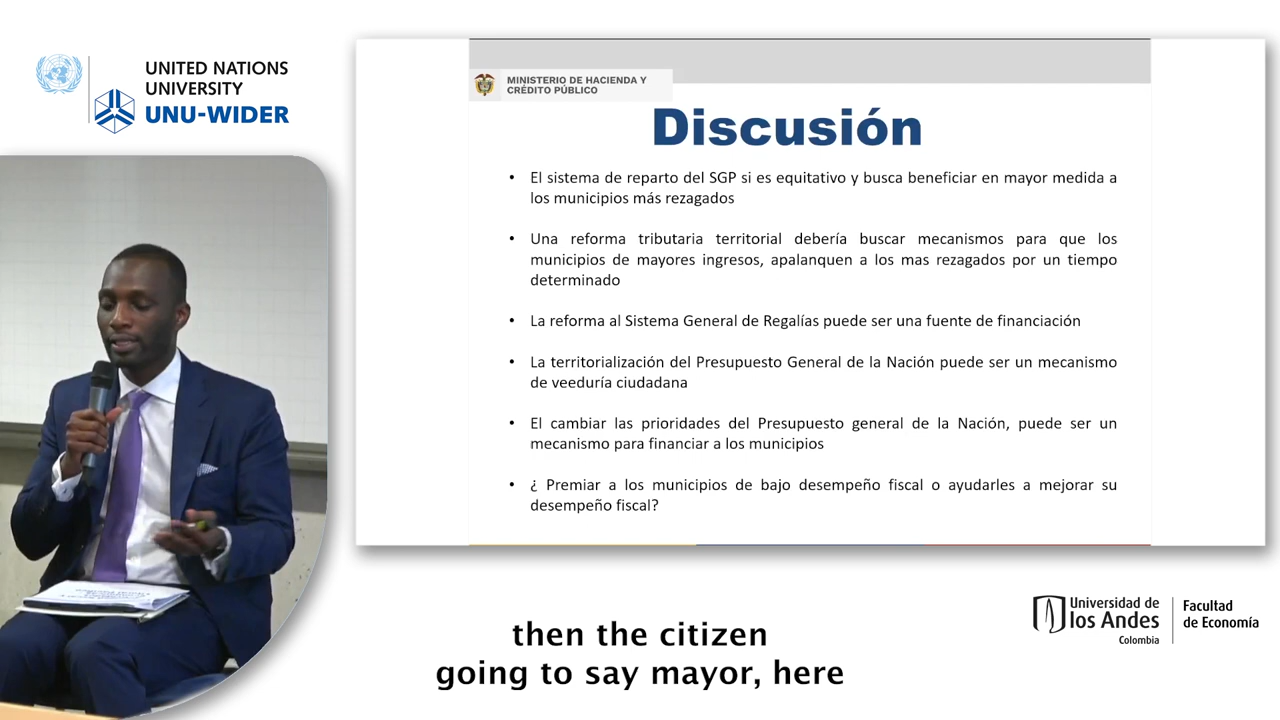 UNITED NATIONS
UNIVERSITY
UNU-WIDER
MINISTERIO DE HACIENDA Y
CRÉDITO PÚBLICO
Discusión
• El sistema de reparto del SGP si es equitativo y busca beneficiar en mayor medida a
los municipios más rezagados
• Una reforma tributaria territorial debería buscar mecanismos para que los
municipios de mayores ingresos, apalanquen a los mas rezagados por un tiempo
determinado
• La reforma al Sistema General de Regalías puede ser una fuente de financiación
• La territorialización del Presupuesto General de la Nación puede ser un mecanismo
de veeduría ciudadana
• El cambiar las prioridades del Presupuesto general de la Nación, puede ser un
mecanismo para financiar a los municipios
• ¿ Premiar a los municipios de bajo desempeño fiscal o ayudarles a mejorar su
desempeño fiscal?
then the citizen
going to say mayor, here
Universidad de
los Andes
Colombia
Facultad
de Economía